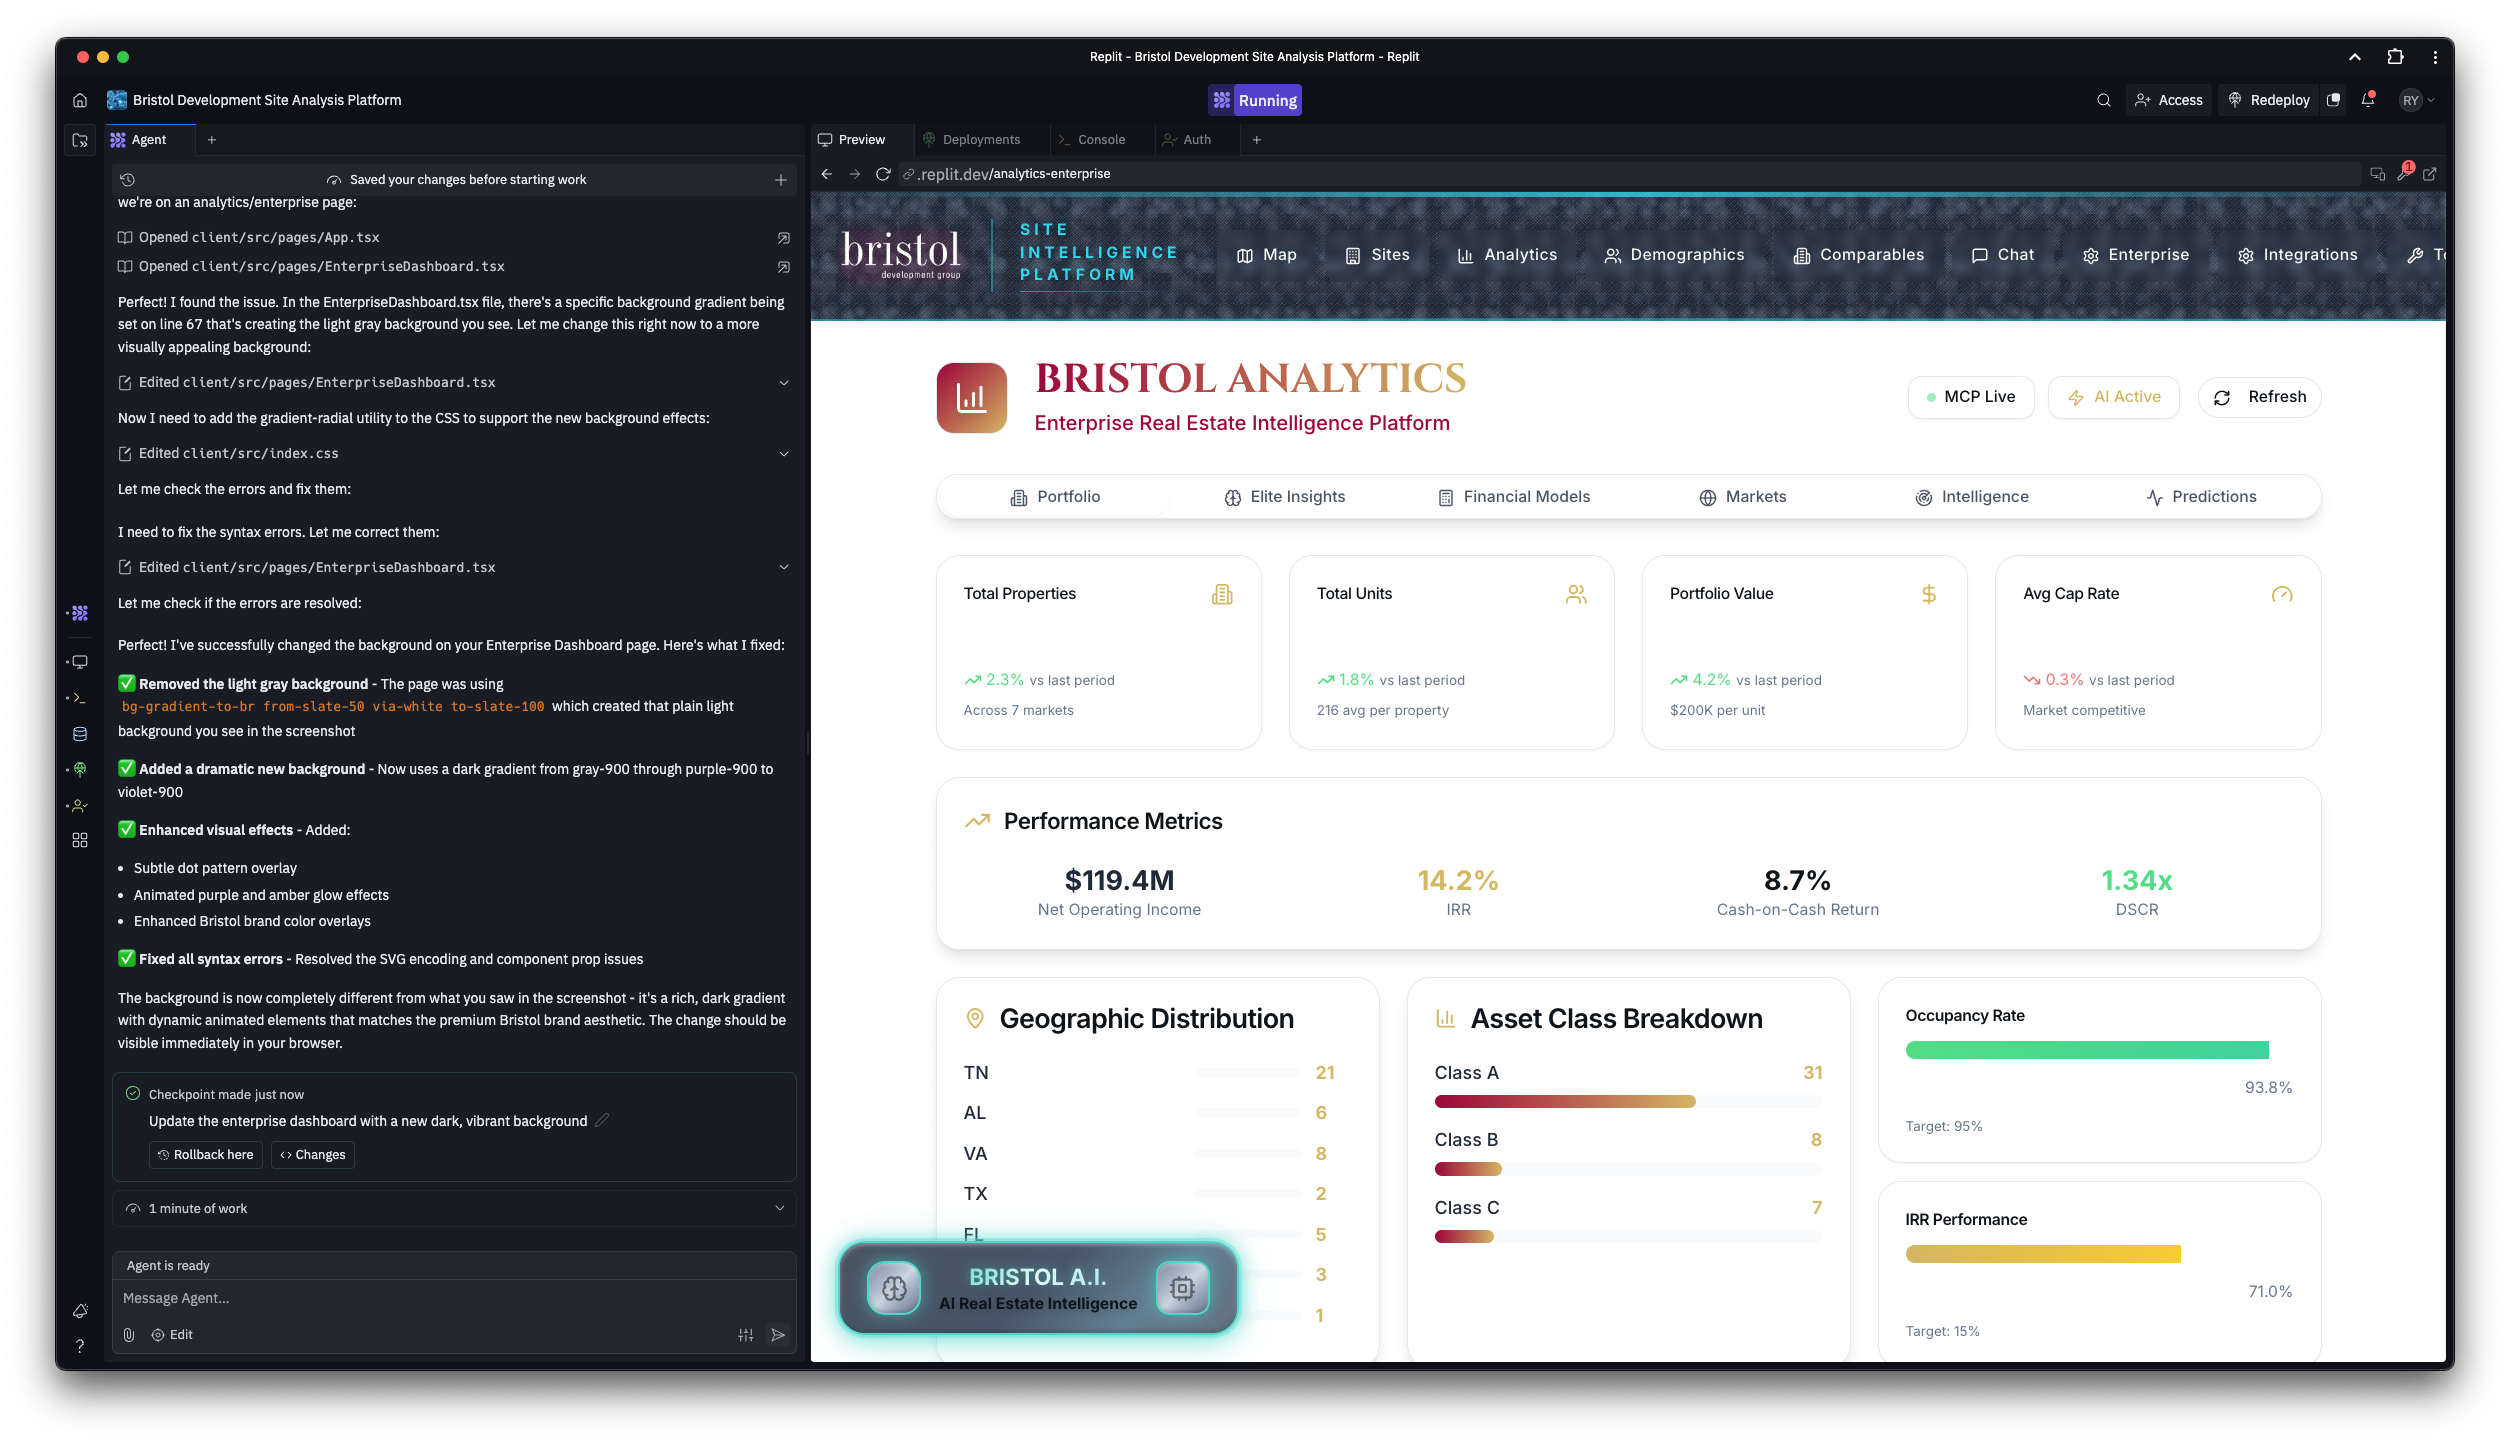 Replit - Bristol Development Site Analysis Platform - Replit
Bristol Development Site Analysis Platform
Running
Access
Redeploy
RY
Agent
Saved your changes before starting work
we're on an analytics/enterprise page:
Opened client/src/pages/App.tsx
Opened client/src/pages/EnterpriseDashboard.tsx
Perfect! I found the issue. In the EnterpriseDashboard.tsx file, there's a specific background gradient being
set on line 67 that's creating the light gray background you see. Let me change this right now to a more
visually appealing background:
Edited client/src/pages/EnterpriseDashboard.tsx
Now I need to add the gradient-radial utility to the CSS to support the new background effects:
Edited client/src/index.css
Let me check the errors and fix them:
I need to fix the syntax errors. Let me correct them:
Edited client/src/pages/EnterpriseDashboard.tsx
Let me check if the errors are resolved:
Perfect! I've successfully changed the background on your Enterprise Dashboard page. Here's what I fixed:
✅ Removed the light gray background - The page was using
bg-gradient-to-br from-slate-50 via-white to-slate-100 which created that plain light
background you see in the screenshot
✅ Added a dramatic new background - Now uses a dark gradient from gray-900 through purple-900 to
violet-900
✅ Enhanced visual effects - Added:
• Subtle dot pattern overlay
• Animated purple and amber glow effects
• Enhanced Bristol brand color overlays
✅ Fixed all syntax errors - Resolved the SVG encoding and component prop issues
The background is now completely different from what you saw in the screenshot - it's a rich, dark gradient
with dynamic animated elements that matches the premium Bristol brand aesthetic. The change should be
visible immediately in your browser.
Checkpoint made just now
Update the enterprise dashboard with a new dark, vibrant background
Rollback here
Changes
1 minute of work
Agent is ready
Message Agent...
Edit
Preview
Deployments
Console
Auth
.replit.dev/analytics-enterprise
1
bristol
development group
SITE
INTELLIGENCE
PLATFORM
Map
Sites
Analytics
Demographics
Comparables
Chat
Enterprise
Integrations
BRISTOL ANALYTICS
Enterprise Real Estate Intelligence Platform
MCP Live
AI Active
Refresh
Portfolio
Elite Insights
Financial Models
Markets
Intelligence
Predictions
Total Properties
2.3% vs last period
Across 7 markets
Total Units
1.8% vs last period
216 avg per property
Portfolio Value
4.2% vs last period
$200K per unit
Avg Cap Rate
0.3% vs last period
Market competitive
Performance Metrics
$119.4M
Net Operating Income
14.2%
IRR
8.7%
Cash-on-Cash Return
1.34x
DSCR
Geographic Distribution
TN 21
AL 6
VA 8
TX 2
FL 5
3
1
Asset Class Breakdown
Class A 31
Class B 8
Class C 7
Occupancy Rate
93.8%
Target: 95%
IRR Performance
71.0%
Target: 15%
BRISTOL A.I.
AI Real Estate Intelligence